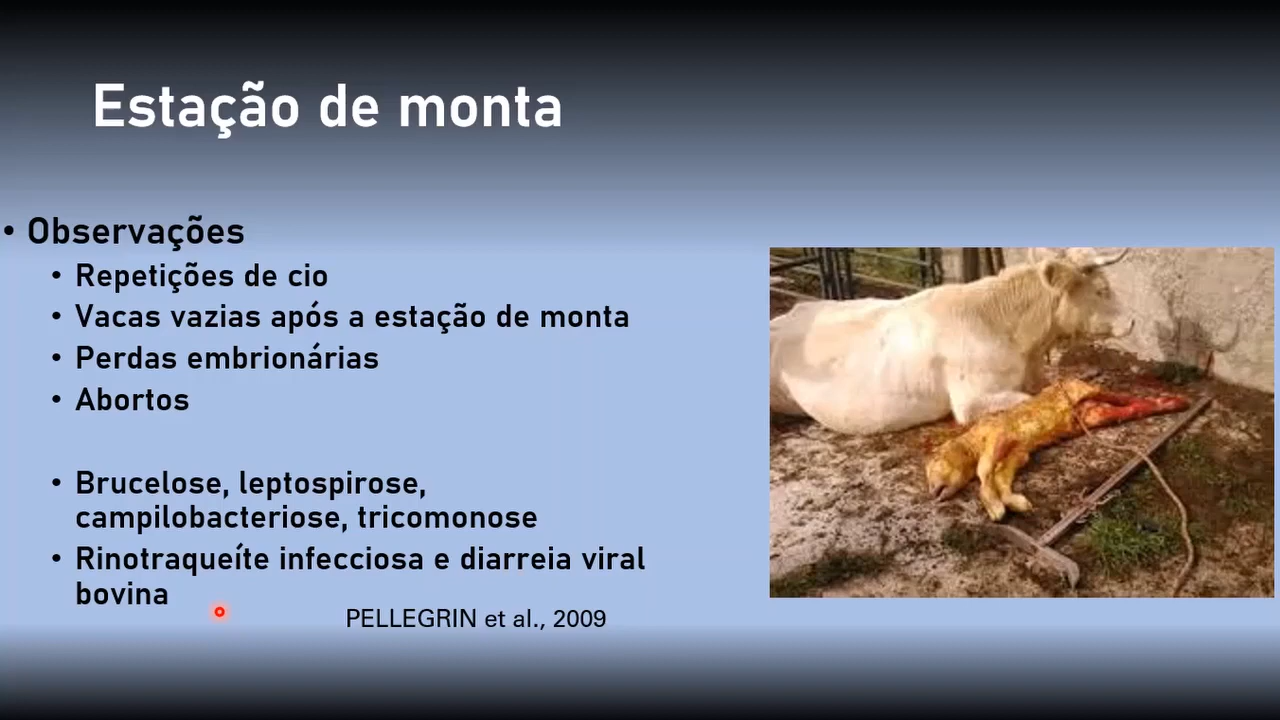 Estação de monta
• Observações
• Repetições de cio
• Vacas vazias após a estação de monta
• Perdas embrionárias
• Abortos
• Brucelose, leptospirose,
campilobacteriose, tricomonose
• Rinotraqueíte infecciosa e diarreia viral
bovina
PELLEGRIN et al., 2009